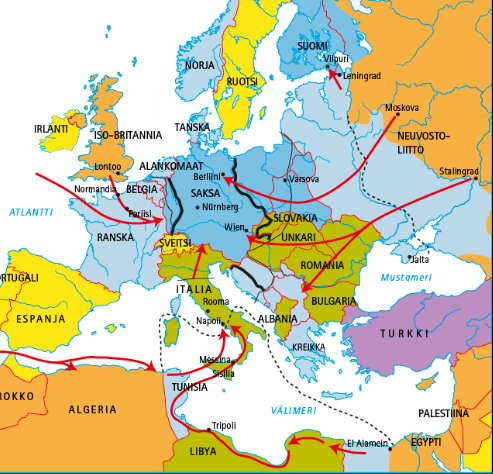 NORJA
SUOMI
Viipuri
Leningrad
RUOTSI
Moskova
IRLANTI
ISO-BRITANNIA
TANSKA
NEUVOSTO-
LIITTO
Lontoo
ALANKOMAAT
Berliini
Varsova
Stalingrad
Normandia
BELGIA
SAKSA
Nürnberg
ATLANTTI
Pariisi
SLOVAKIA
Wien
RANSKA
SVEITSI
UNKARI
Jalta
ROMANIA
Mustameri
PORTUGALI
ITALIA
Rooma
BULGARIA
ESPANJA
Napoli
ALBANIA
TURKKI
KREIKKA
Messina
Sisilia
TUNISIA
ROKKO
ALGERIA
VÄLIMERI
PALESTIINA
Tripoli
El Alamein
EGYPTI
LIBYA